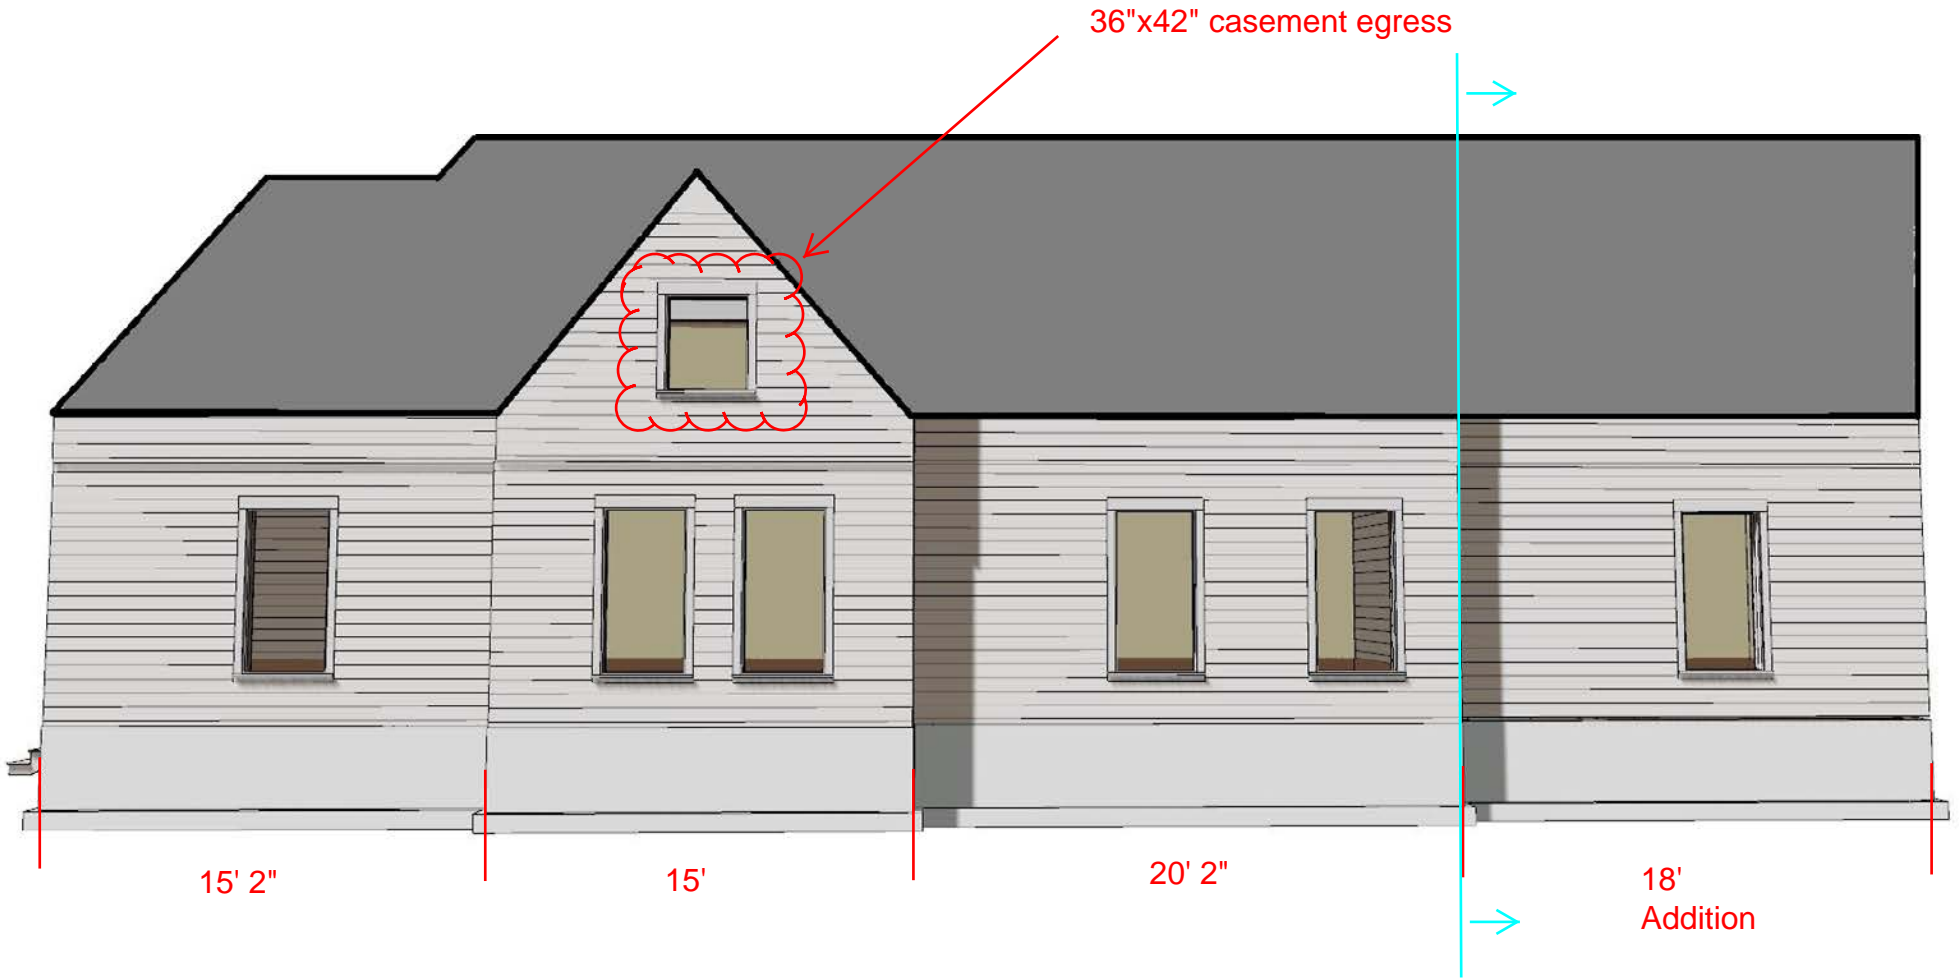 36"x42" casement egress
15' 2"
15'
20' 2"
18'
Addition